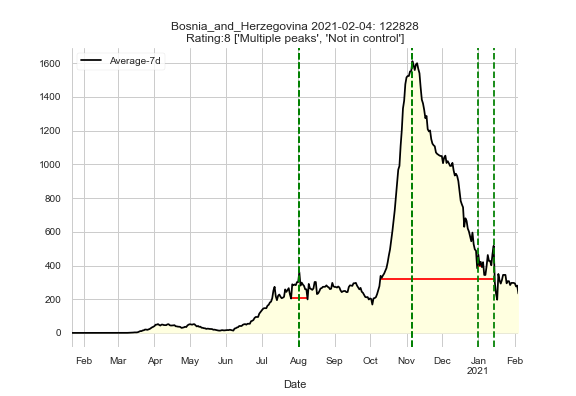 Bosnia_and_Herzegovina 2021-02-04: 122828
Rating:8 ['Multiple peaks', 'Not in control']
Average-7d
1600
1400
1200
1000
800
600
400
200
0
Feb Mar Apr May Jun Jul Aug Sep Oct Nov Dec Jan Feb
2021
Date